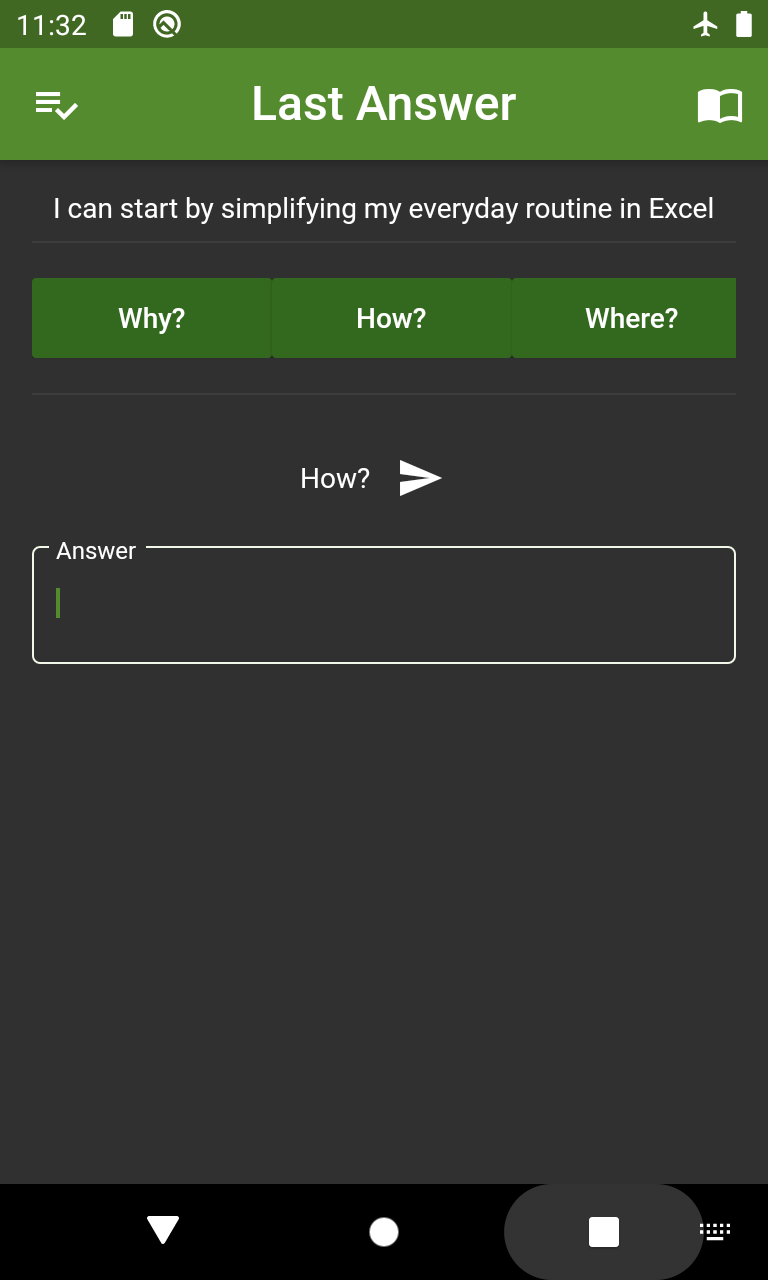 11:32
Last Answer
I can start by simplifying my everyday routine in Excel
Why? How? Where?
How?
Answer